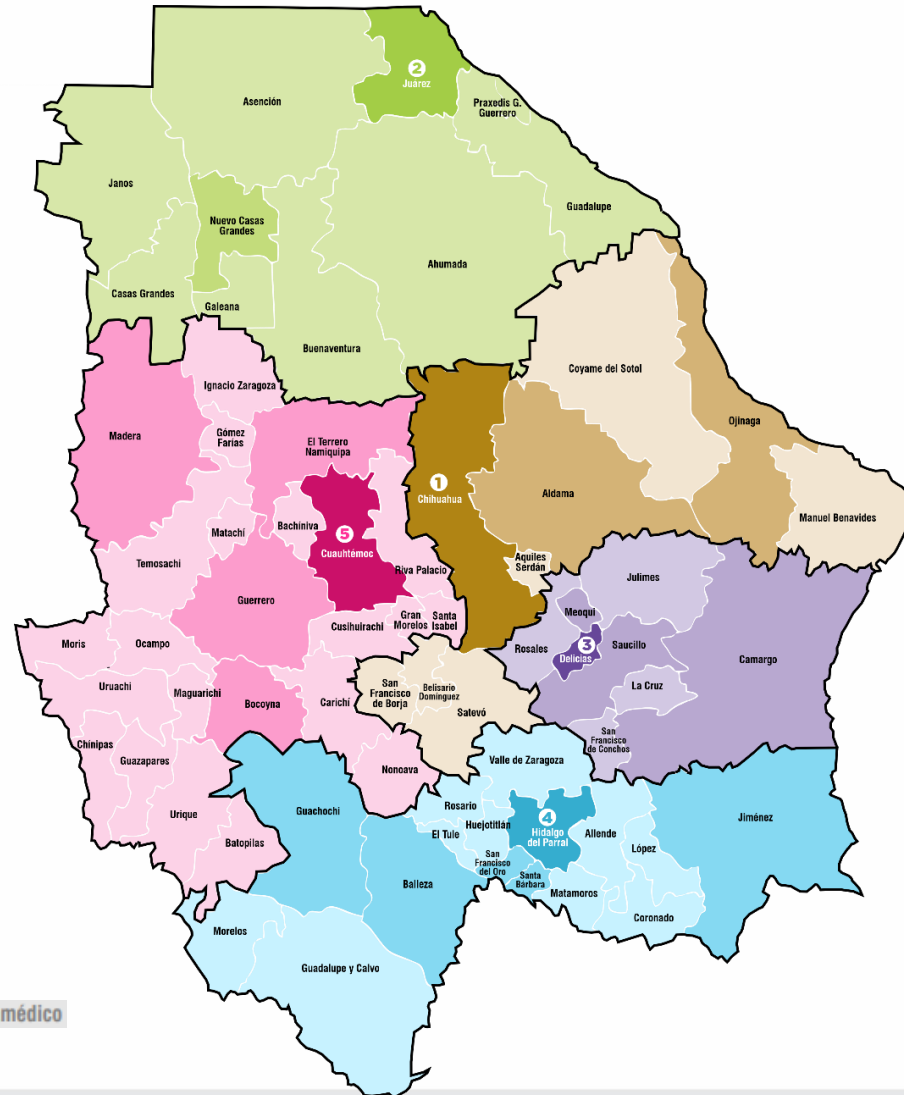 2
Juárez
Asención
Praxedis G.
Guerrero
Janos
Guadalupe
Nuevo Casas
Grandes
Ahumada
Casas Grandes
Galeana
Buenaventura
Coyame del Sotol
Ignacio Zaragoza
Ojinaga
Madera
Gómez
Farías
El Terrero
Namiquipa
1
Chihuahua
Aldama
Manuel Benavides
Bachíniva
Matachí
5
Cuauhtémoc
Aquiles
Serdán
Temosachi
Riva Palacio
Julimes
Guerrero
Meoqui
Cusihuirachi
Gran
Morelos
Santa
Isabel
Moris
Ocampo
Rosales
3
Delicias
Saucillo
Camargo
Uruachi
Maguarichi
San
Francisco
de Borja
Belisario
Domínguez
La Cruz
Bocoyna
Carichí
Satevó
San
Francisco
de Conchos
Chínipas
Guazapares
Nonoava
Valle de Zaragoza
Urique
Guachochi
Rosario
Huejotitlán
4
Hidalgo
del Parral
Allende
Jiménez
Batopilas
El Tule
López
San
Francisco
del Oro
Santa
Bárbara
Balleza
Matamoros
Coronado
Morelos
Guadalupe y Calvo
médico